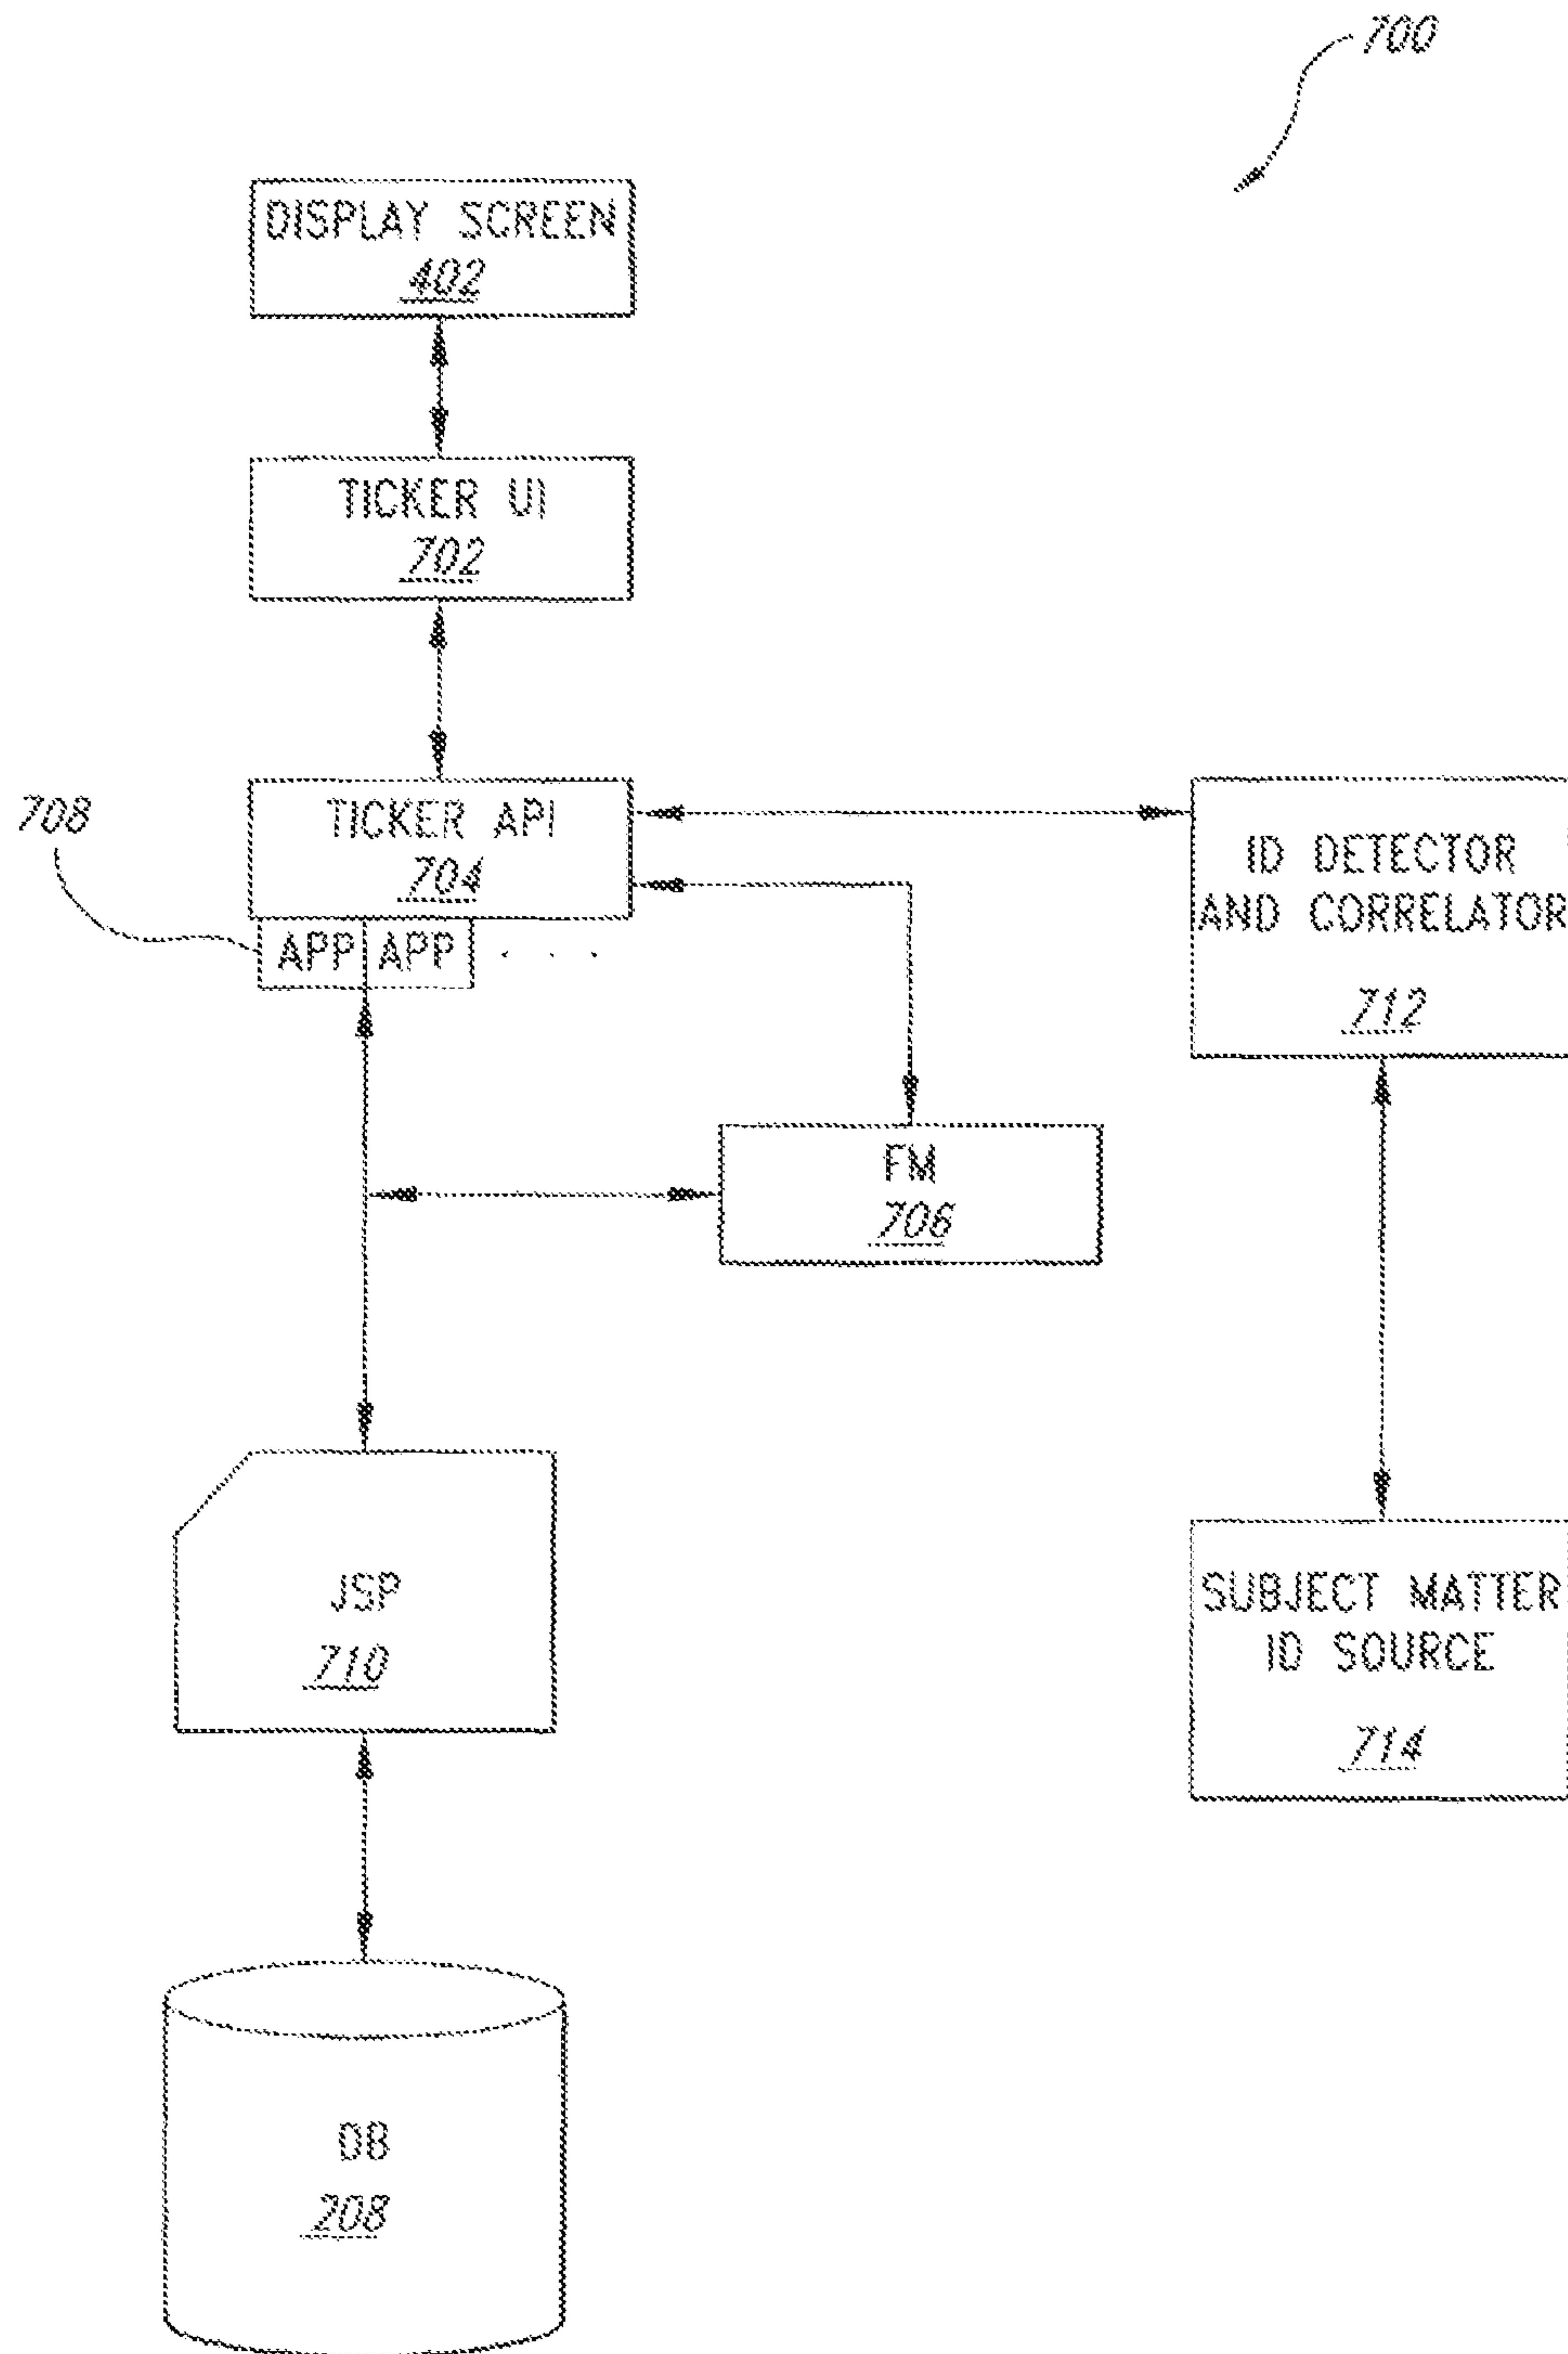 700
DISPLAY SCREEN
402
TICKER UI
702
TICKER API
704
708
APP APP . . .
ID DETECTOR
AND CORRELATOR
712
FM
706
JSP
710
SUBJECT MATTER
ID SOURCE
714
DB
208